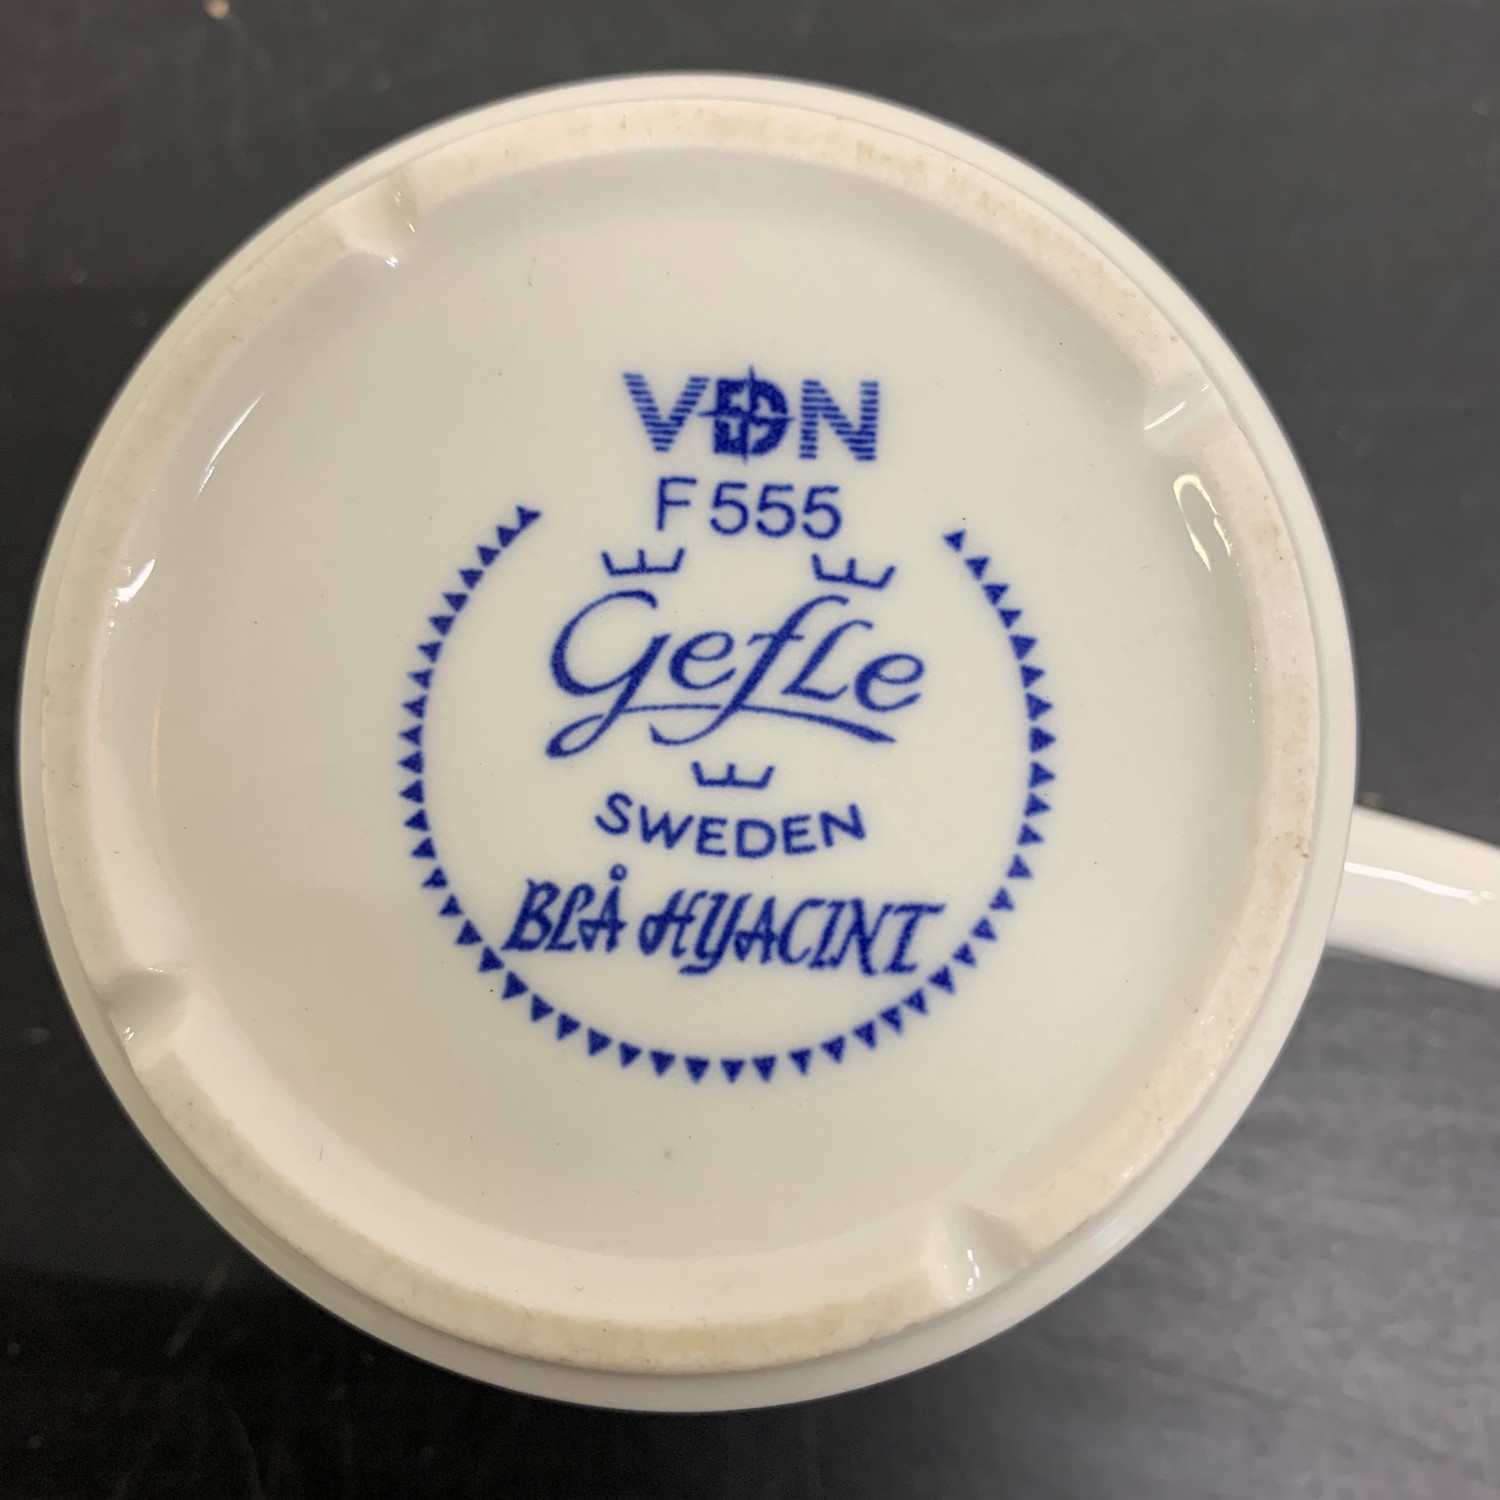 VDN
F555
Gefle
SWEDEN
BLÅ HYACINT